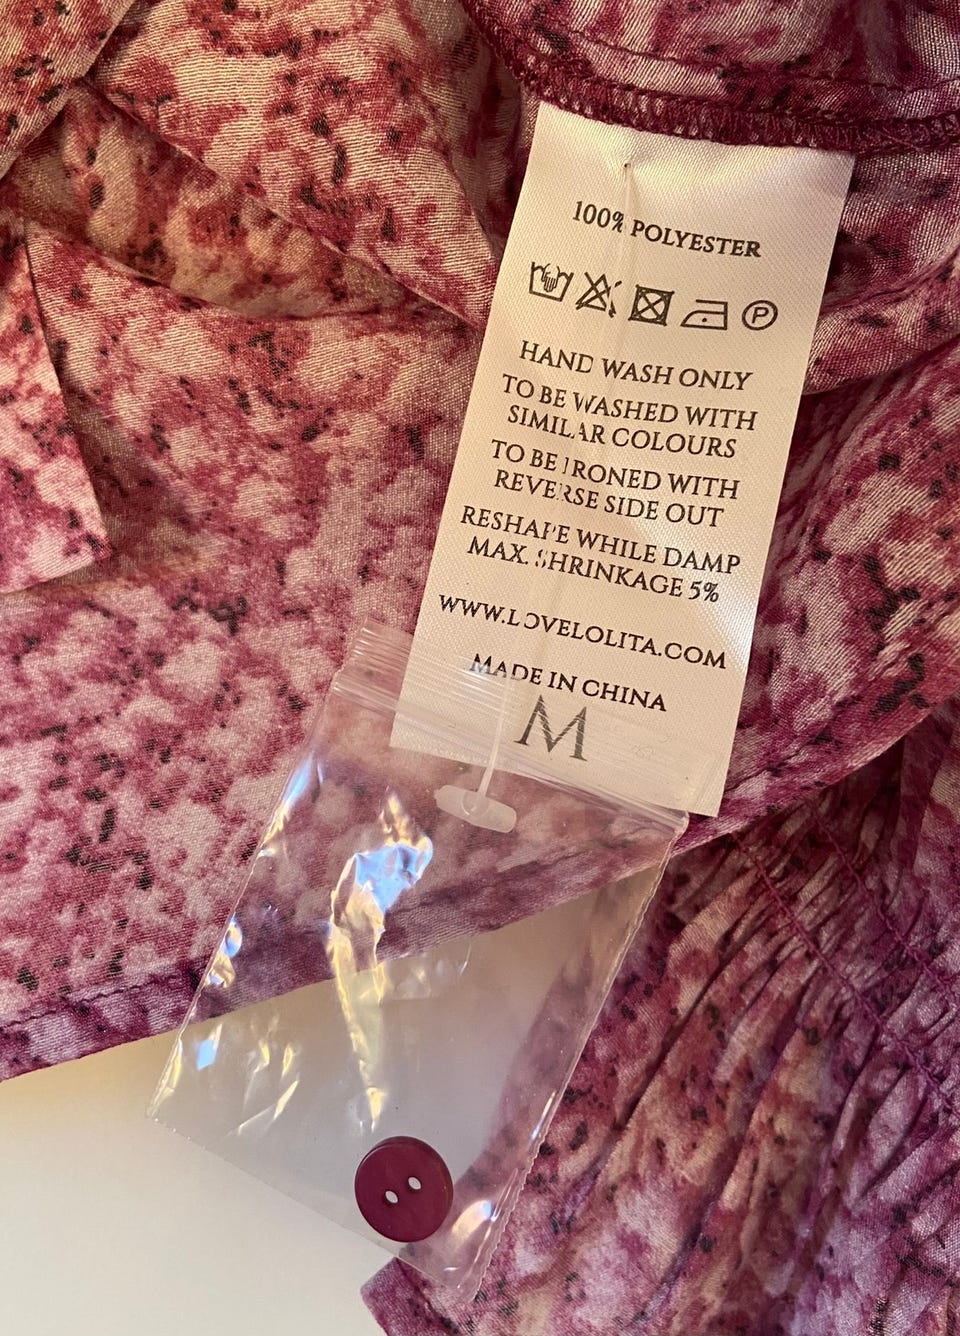 100% POLYESTER
P
HAND WASH ONLY
TO BE WASHED WITH
SIMILAR COLOURS
TO BE IRONED WITH
REVERSE SIDE OUT
RESHAPE WHILE DAMP
MAX. SHRINKAGE 5%
WWW.LOVELOLITA.COM
MADE IN CHINA
M